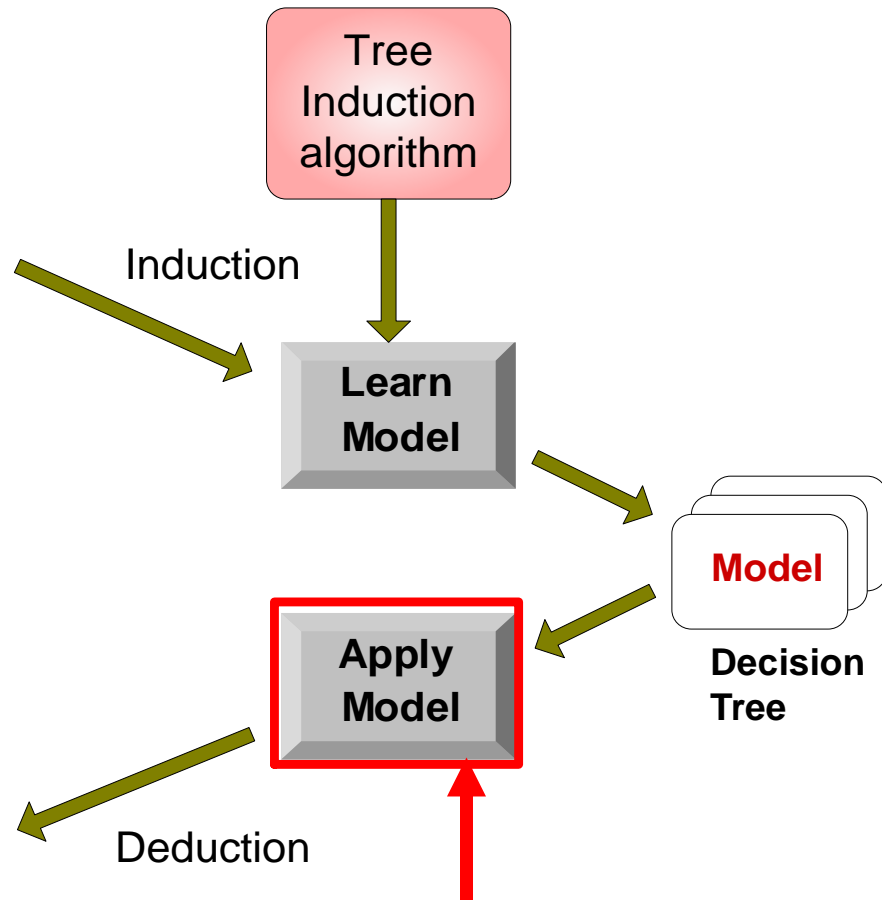 Tree
Induction
algorithm
Induction
Learn
Model
Model
Decision
Tree
Apply
Model
Deduction